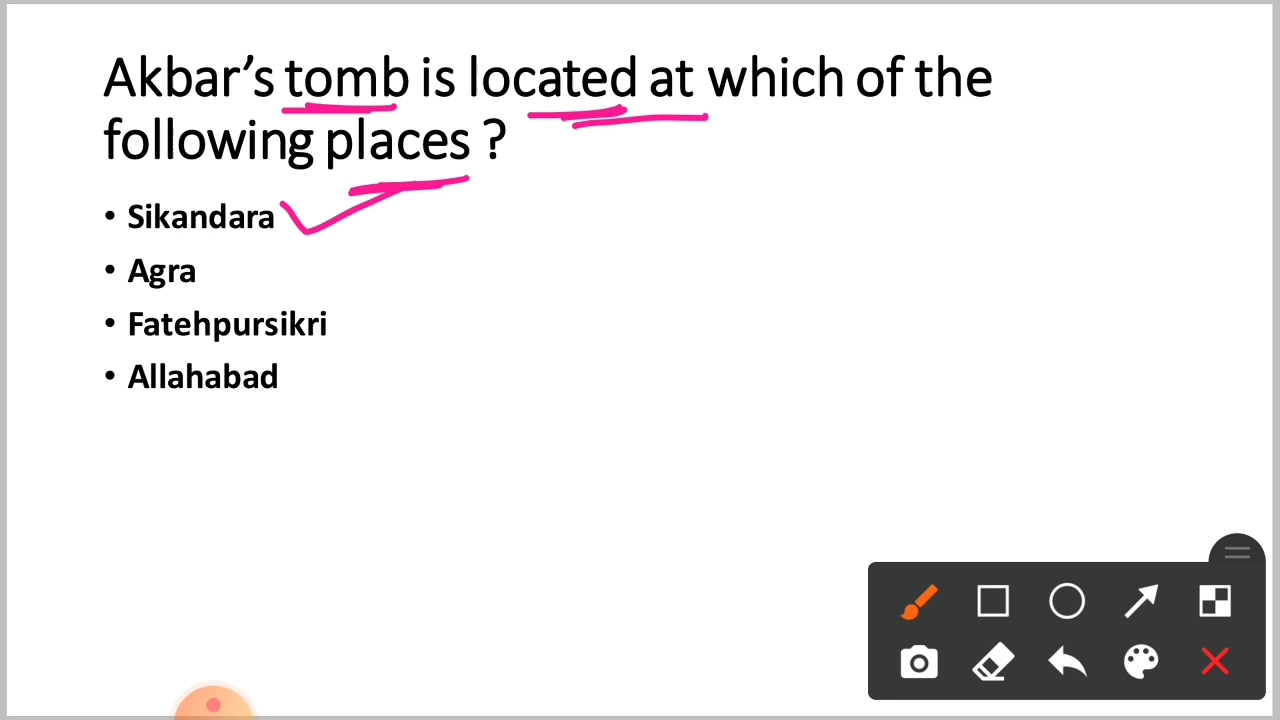 Akbar’s tomb is located at which of the
following places ?
• Sikandara
• Agra
• Fatehpursikri
• Allahabad